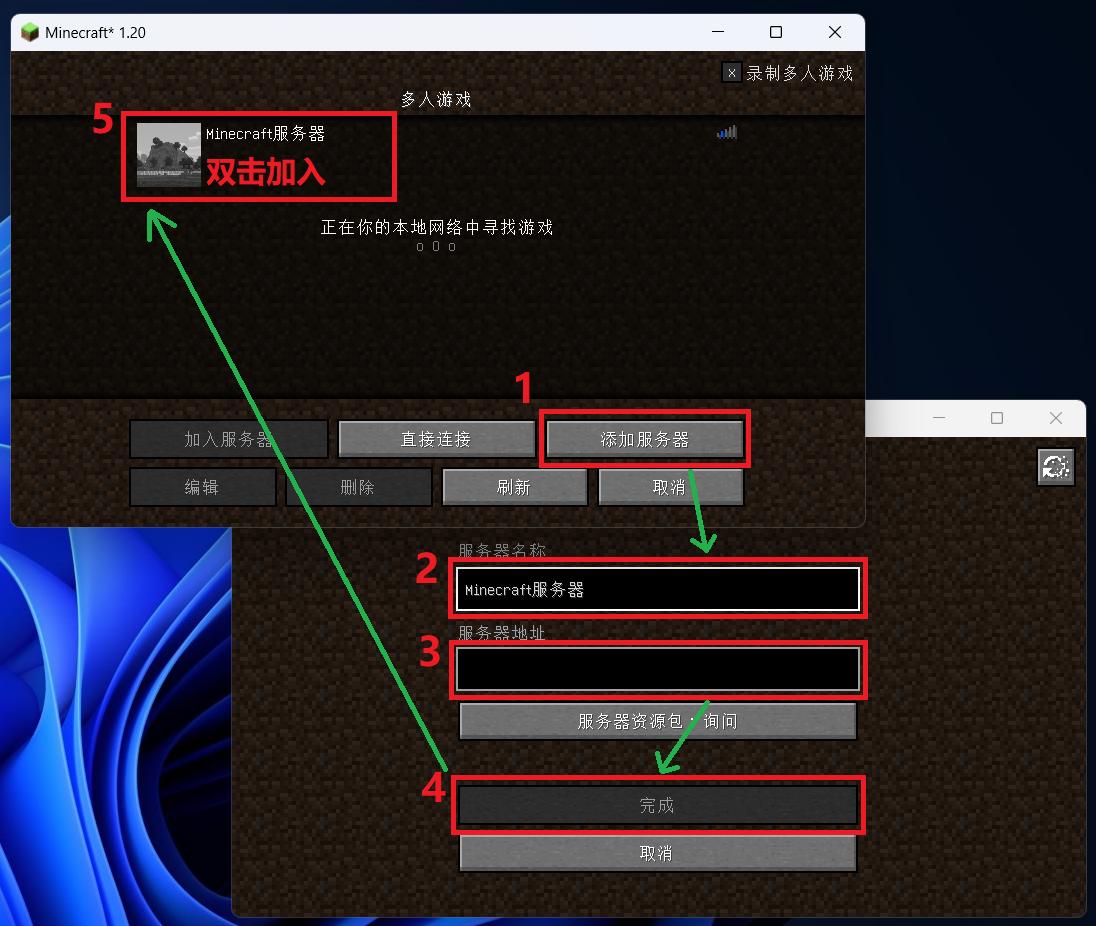 Minecraft* 1.20
x 录制多人游戏
多人游戏
5
Minecraft服务器
双击加入
正在你的本地网络中寻找游戏
o O o
1
加入服务器
直接连接
添加服务器
编辑
删除
刷新
取消
服务器名称
2
Minecraft服务器
服务器地址
3
服务器资源包：询问
4
完成
取消